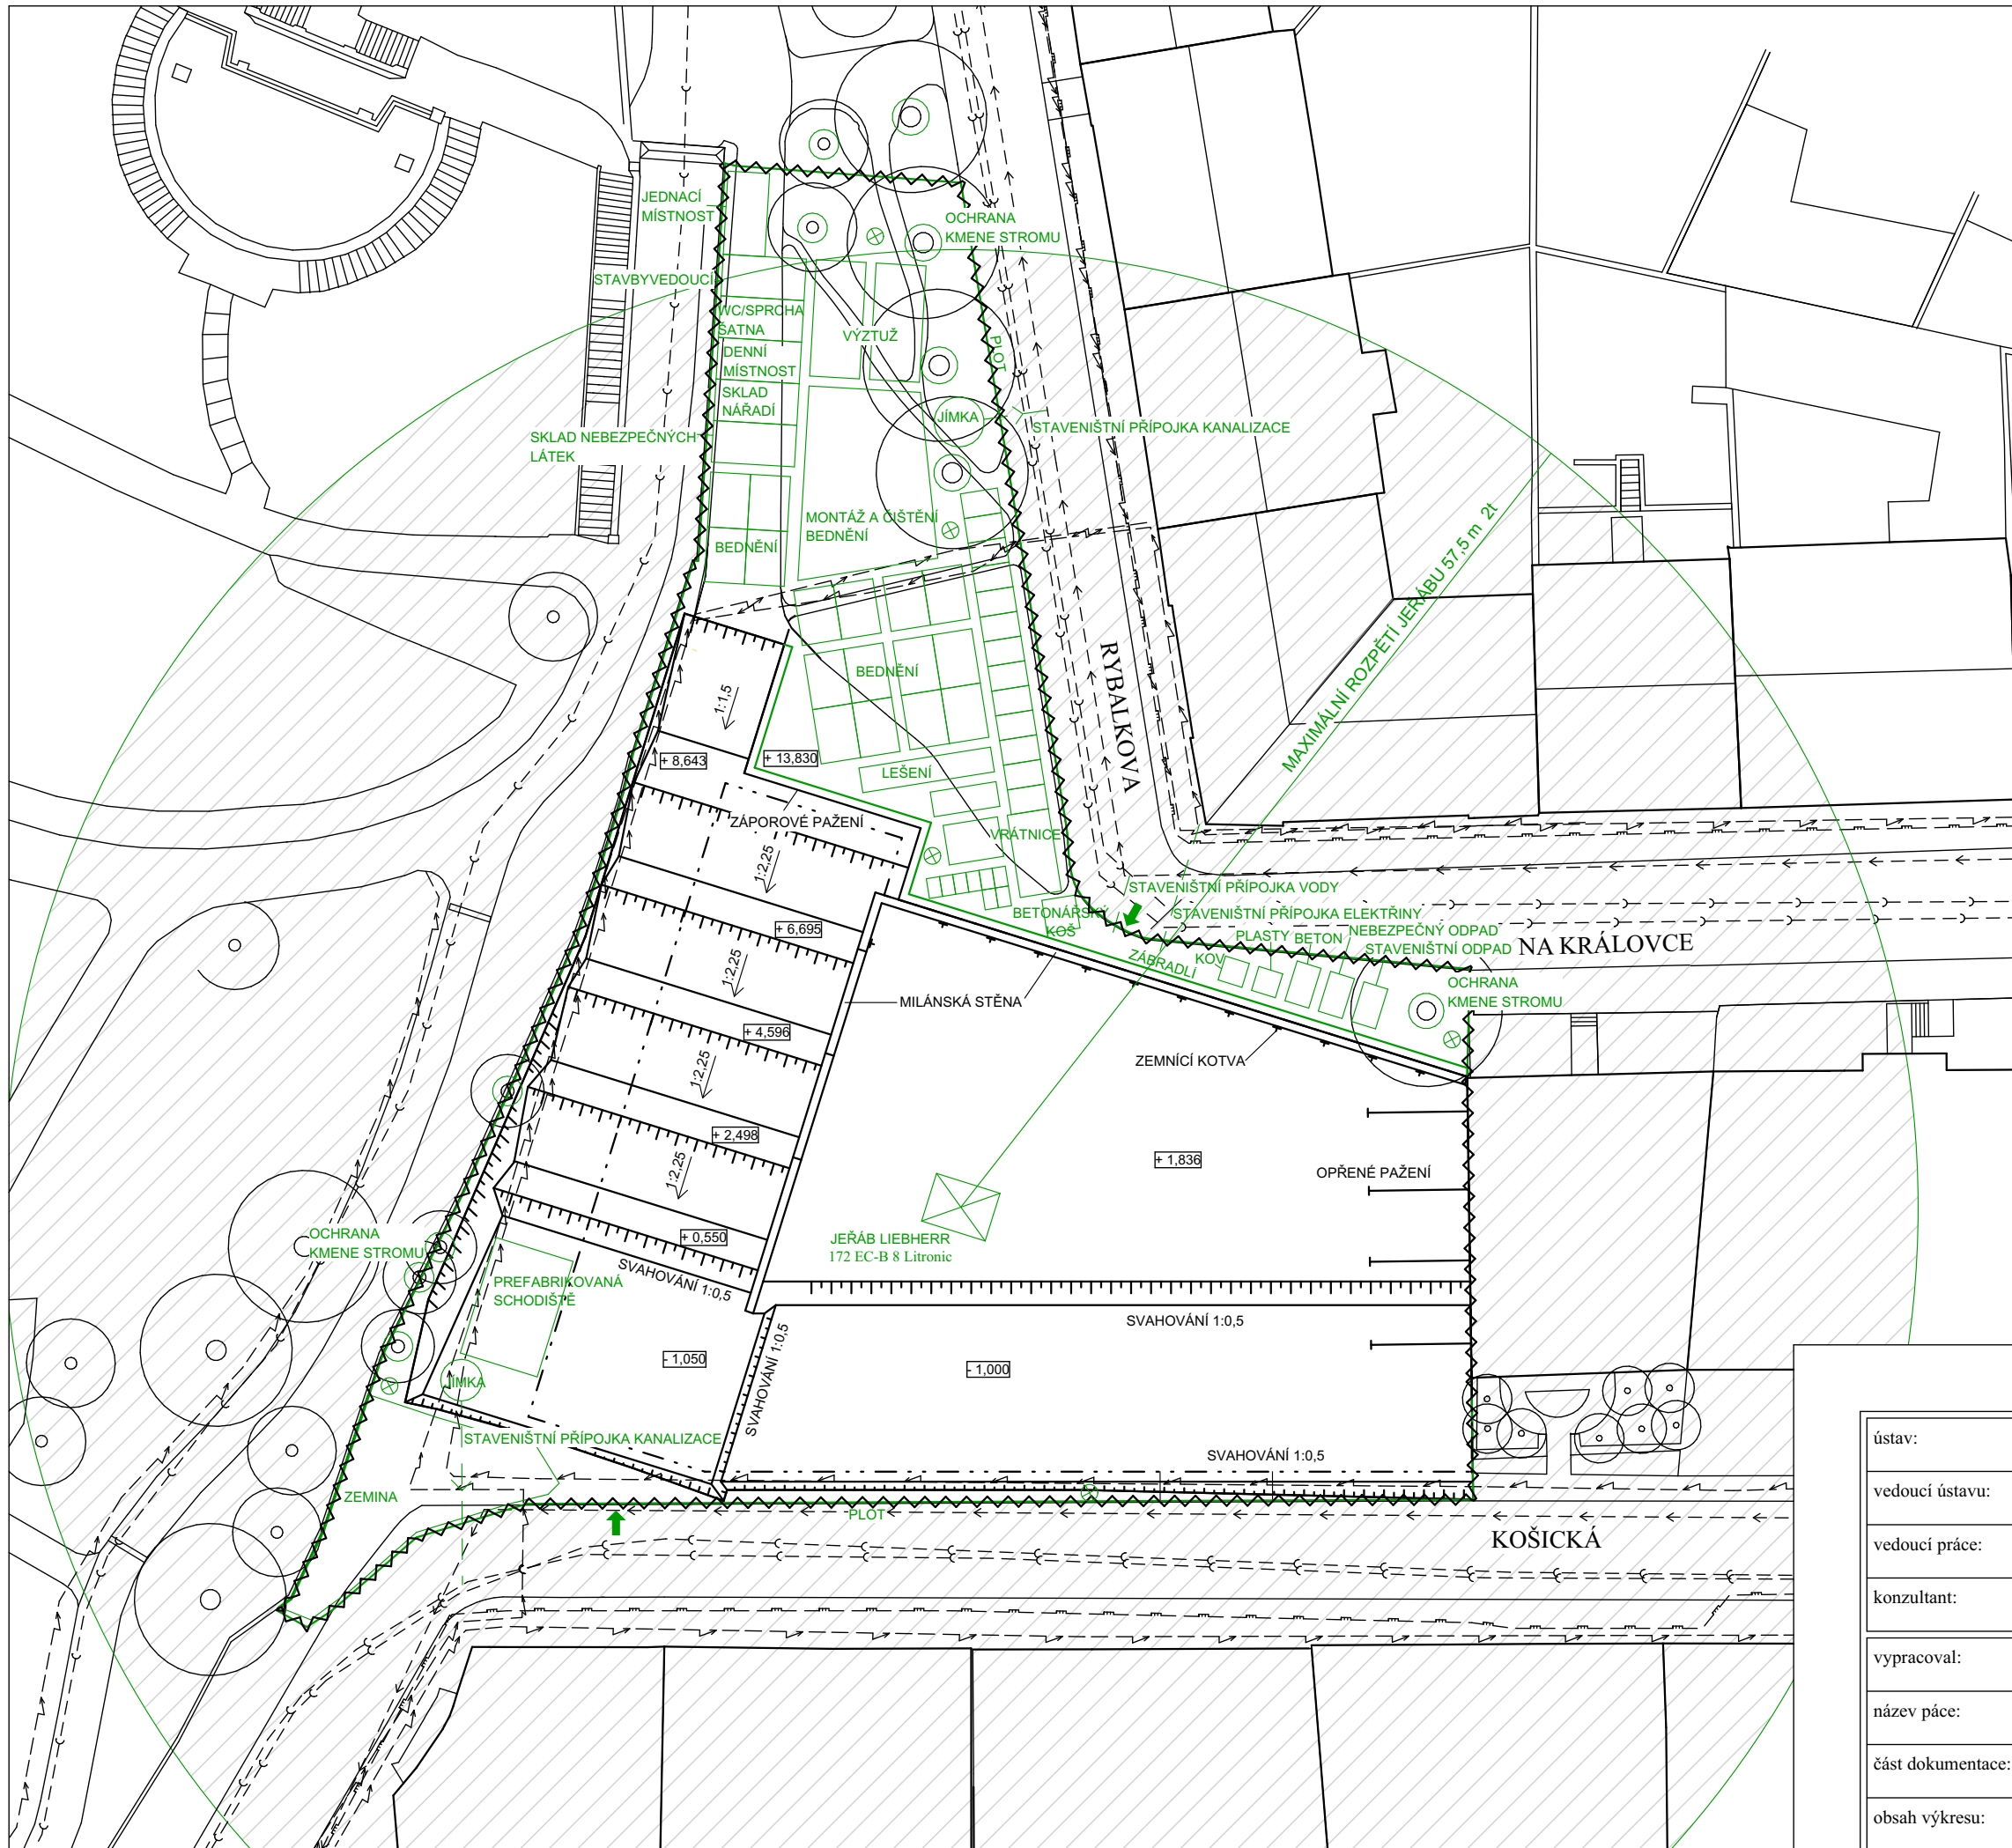 JEDNACÍ
MÍSTNOST
OCHRANA
KMENE STROMU
STAVBYVEDOUCÍ
WC/SPRCHA
ŠATNA
VÝZTUŽ
PLOT
DENNÍ
MÍSTNOST
SKLAD
NÁŘADÍ
JÍMKA
STAVENIŠTNÍ PŘÍPOJKA KANALIZACE
SKLAD NEBEZPEČNÝCH
LÁTEK
MONTÁŽ A ČIŠTĚNÍ
BEDNĚNÍ
BEDNĚNÍ
MAXIMÁLNÍ ROZPĚTÍ JEŘÁBU 57,5 m 2t
RYBALKOVA
BEDNĚNÍ
1:1,5
+ 8,643
+ 13,830
LEŠENÍ
ZÁPOROVÉ PAŽENÍ
VRÁTNICE
1:2,25
STAVENIŠTNÍ PŘÍPOJKA VODY
BETONÁŘSKÝ
KOŠ
STAVENIŠTNÍ PŘÍPOJKA ELEKTŘINY
+ 6,695
PLASTY
BETON
NEBEZPEČNÝ ODPAD
STAVENIŠTNÍ ODPAD
NA KRÁLOVCE
ZÁBRADLÍ
KOV
1:2,25
OCHRANA
KMENE STROMU
MILÁNSKÁ STĚNA
+ 4,596
ZEMNÍCÍ KOTVA
1:2,25
+ 2,498
+ 1,836
OPŘENÉ PAŽENÍ
1:2,25
OCHRANA
KMENE STROMU
+ 0,550
JEŘÁB LIEBHERR
172 EC-B 8 Litronic
SVAHOVÁNÍ 1:0,5
PREFABRIKOVANÁ
SCHODIŠTĚ
SVAHOVÁNÍ 1:0,5
SVAHOVÁNÍ 1:0,5
- 1,050
- 1,000
JÍMKA
STAVENIŠTNÍ PŘÍPOJKA KANALIZACE
SVAHOVÁNÍ 1:0,5
ZEMINA
PLOT
KOŠICKÁ
ústav:
vedoucí ústavu:
vedoucí práce:
konzultant:
vypracoval:
název páce:
část dokumentace:
obsah výkresu: